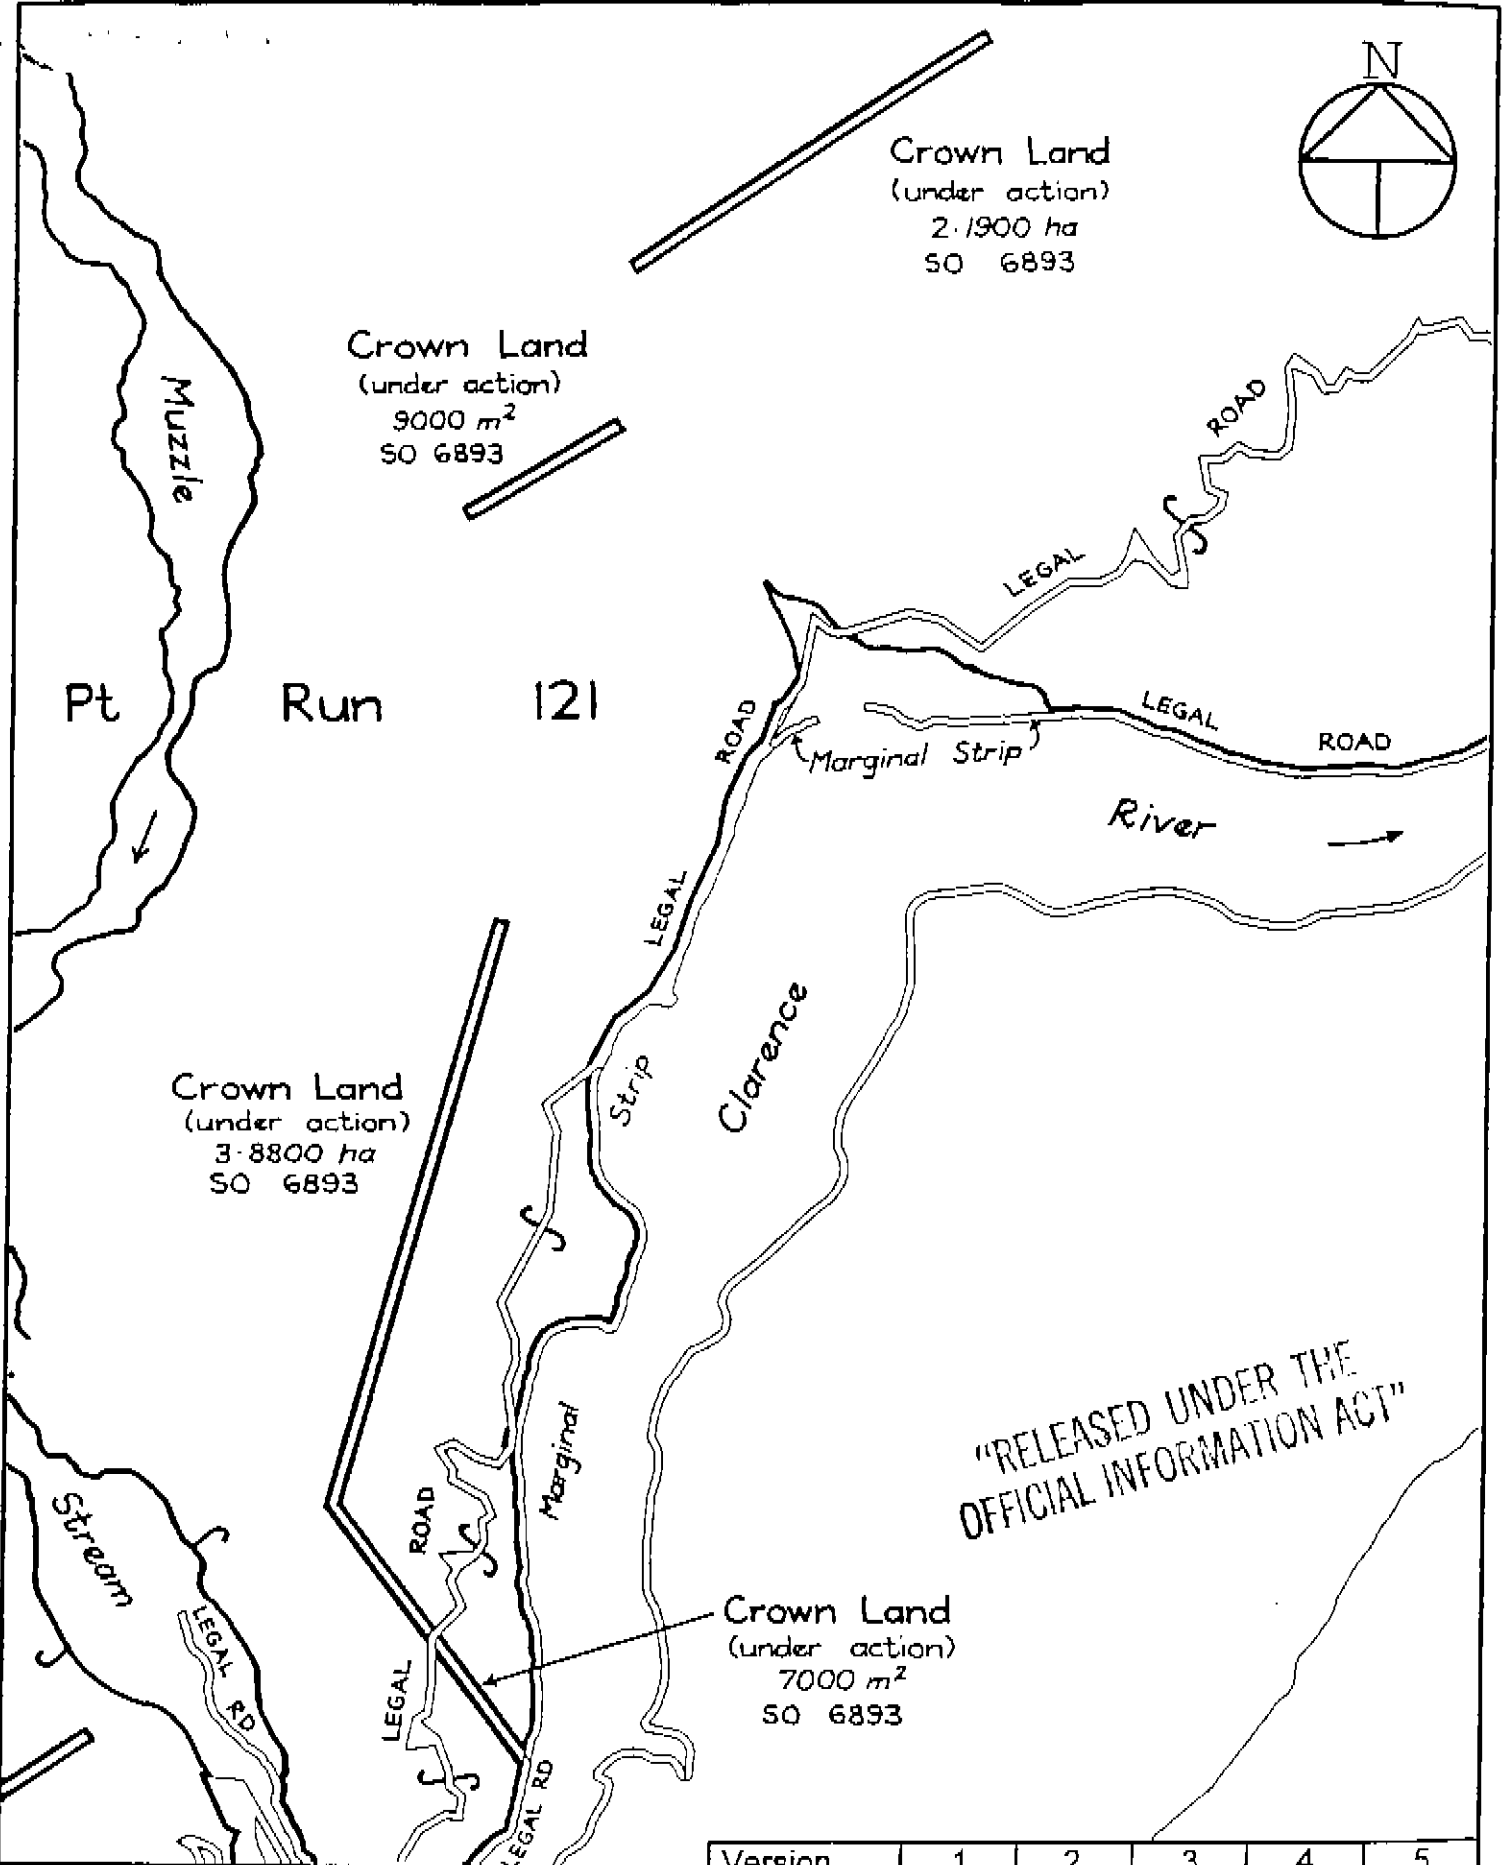 N
Crown Land
(under action)
2·1900 ha
SO 6893
Crown Land
(under action)
9000 m²
SO 6893
Muzzle
ROAD
LEGAL
Pt Run 121
ROAD
LEGAL
ROAD
Marginal Strip
River
LEGAL
Clarence
Strip
Crown Land
(under action)
3·8800 ha
SO 6893
"RELEASED UNDER THE
OFFICIAL INFORMATION ACT"
Marginal
ROAD
Stream
LEGAL
RD
Crown Land
(under action)
7000 m²
SO 6893
LEGAL
LEGAL RD
Version 1 2 3 4 5